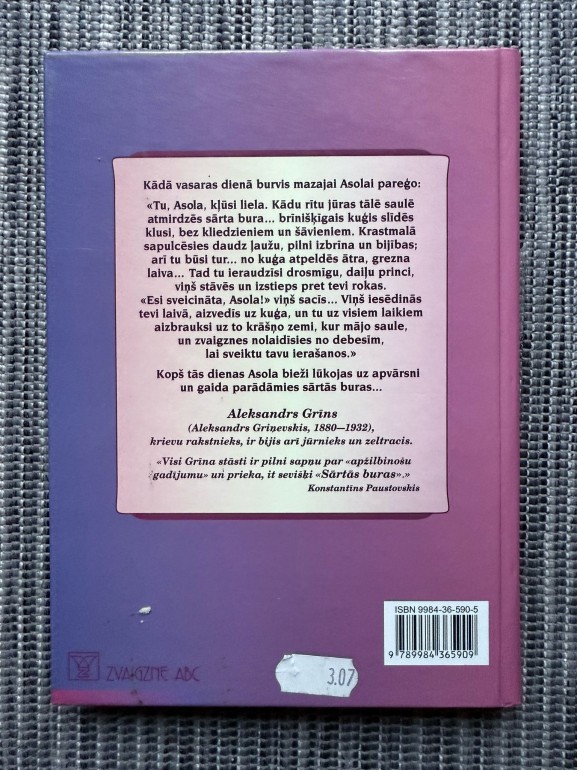 Kādā vasaras dienā burvis mazajai Asolai pareģo:
«Tu, Asola, kļūsi liela. Kādu rītu jūras tālē saulē
atmirdzēs sārta bura... brīnišķīgais kuģis slīdēs
klusi, bez kliedzieniem un šāvieniem. Krastmalā
sapulcēsies daudz ļaužu, pilni izbrīna un bijības;
arī tu būsi tur... no kuģa atpeldēs ātra, grezna
laiva... Tad tu ieraudzīsi drosmīgu, daiļu princi,
viņš stāvēs un izstieps pret tevi rokas.
«Esi sveicināta, Asola!» viņš sacīs... Viņš iesēdinās
tevi laivā, aizvedīs uz kuģa, un tu uz visiem laikiem
aizbrauksi uz to krāšņo zemi, kur mājo saule,
un zvaigznes nolaidīsies no debesīm,
lai sveiktu tavu ierašanos.»
Kopš tās dienas Asola bieži lūkojas uz apvārsni
un gaida parādāmies sārtās buras...
Aleksandrs Grīns
(Aleksandrs Griņevskis, 1880—1932),
krievu rakstnieks, ir bijis arī jūrnieks un zeltracis.
«Visi Grīna stāsti ir pilni sapņu par «apžilbinošu
gadījumu» un prieka, it sevišķi «Sārtās buras».»
Konstantīns Paustovskis
ISBN 9984-36-590-5
9 789984 365909
ZVAIGZNE ABC
3.07